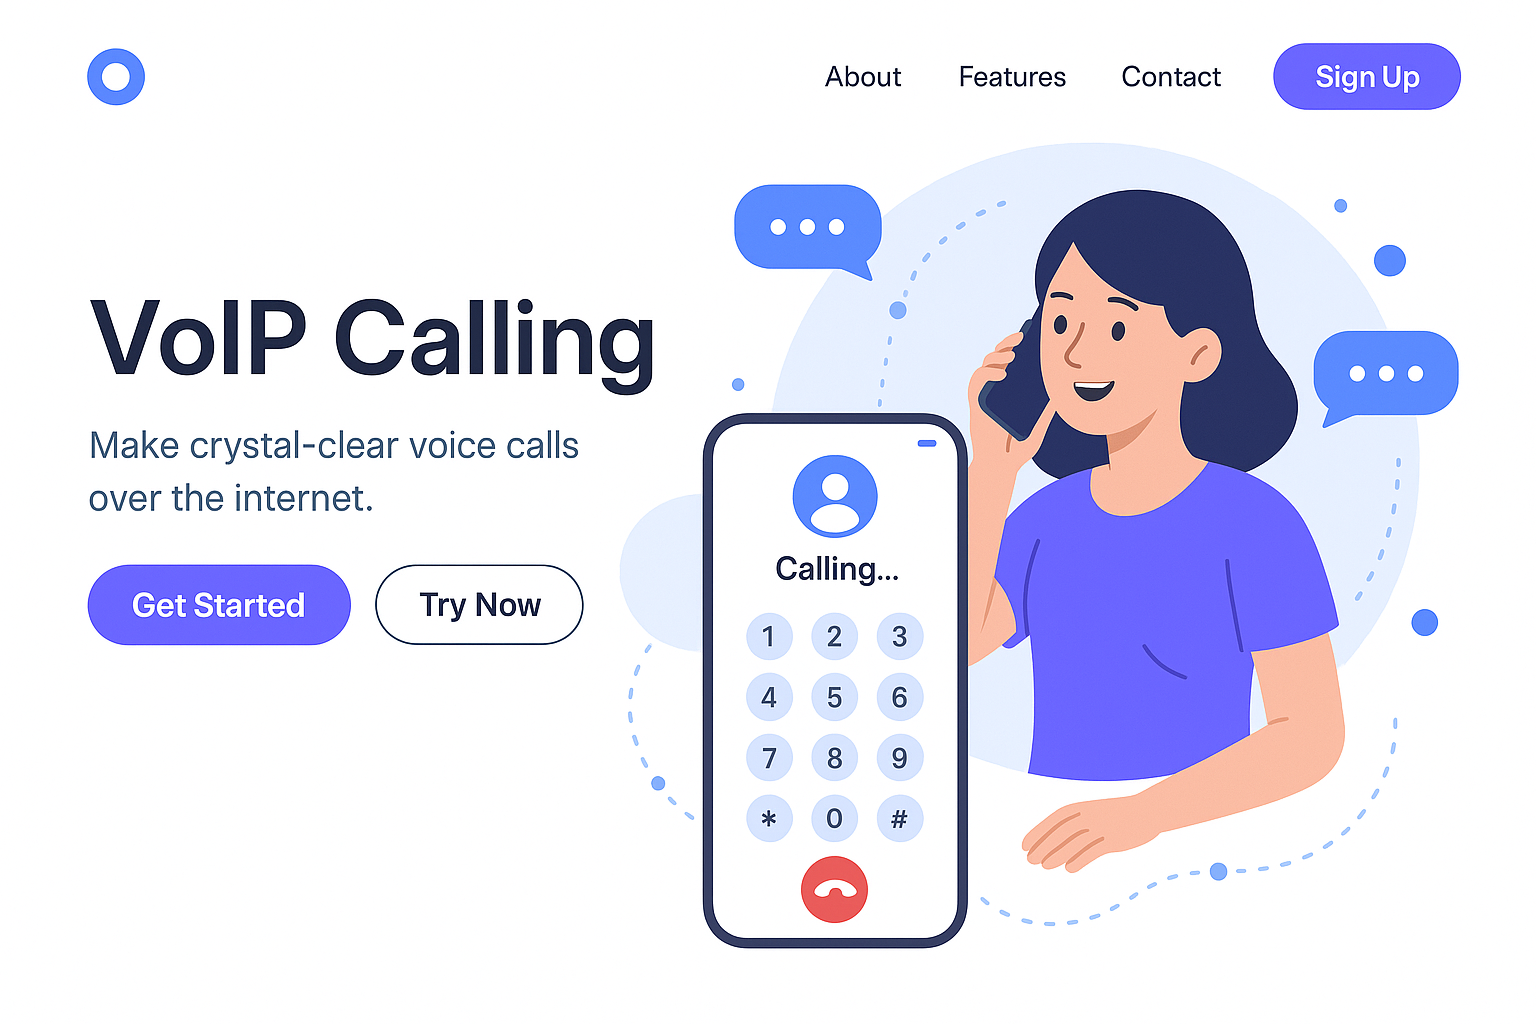 About Features Contact Sign Up
VoIP Calling
Make crystal-clear voice calls
over the internet.
Get Started Try Now
Calling...
1 2 3
4 5 6
7 8 9
* 0 #